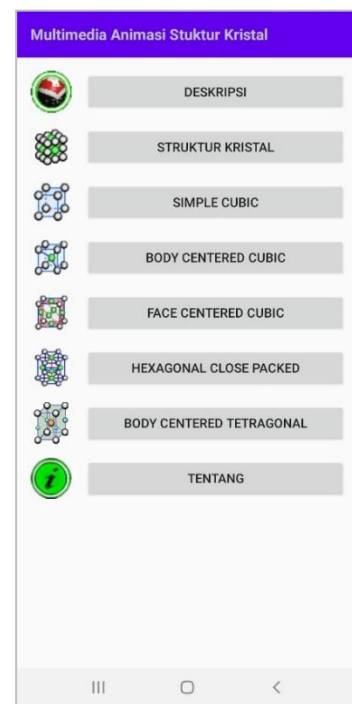 Multimedia Animasi Stuktur Kristal
DESKRIPSI
STRUKTUR KRISTAL
SIMPLE CUBIC
BODY CENTERED CUBIC
FACE CENTERED CUBIC
HEXAGONAL CLOSE PACKED
BODY CENTERED TETRAGONAL
i TENTANG